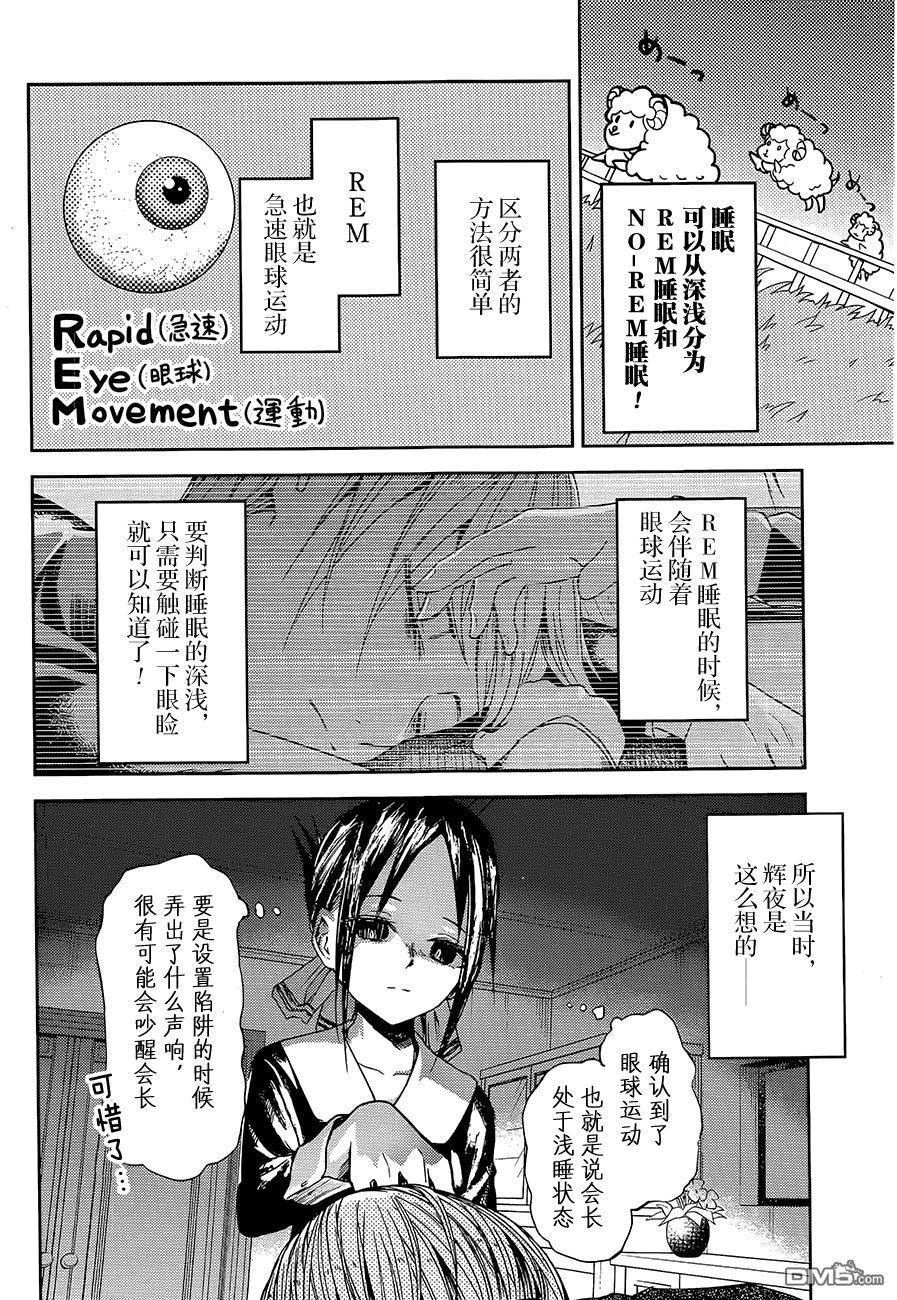 めーっ
め〜
睡眠
可以从深浅分为
REM睡眠和
NO-REM睡眠！
区分两者的
方法很简单
REM
也就是
急速眼球运动
Rapid(急速)
Eye(眼球)
Movement(運動)
REM睡眠的时候，
会伴随着
眼球运动
要判断睡眠的深浅，
只需要触碰一下眼睑
就可以知道了！
所以当时，
辉夜是
这么想的——
确认到了
眼球运动
也就是说会长
处于浅睡状态
要是设置陷阱的时候
弄出了什么声响，
很有可能会吵醒会长
可惜了…
DM5.com